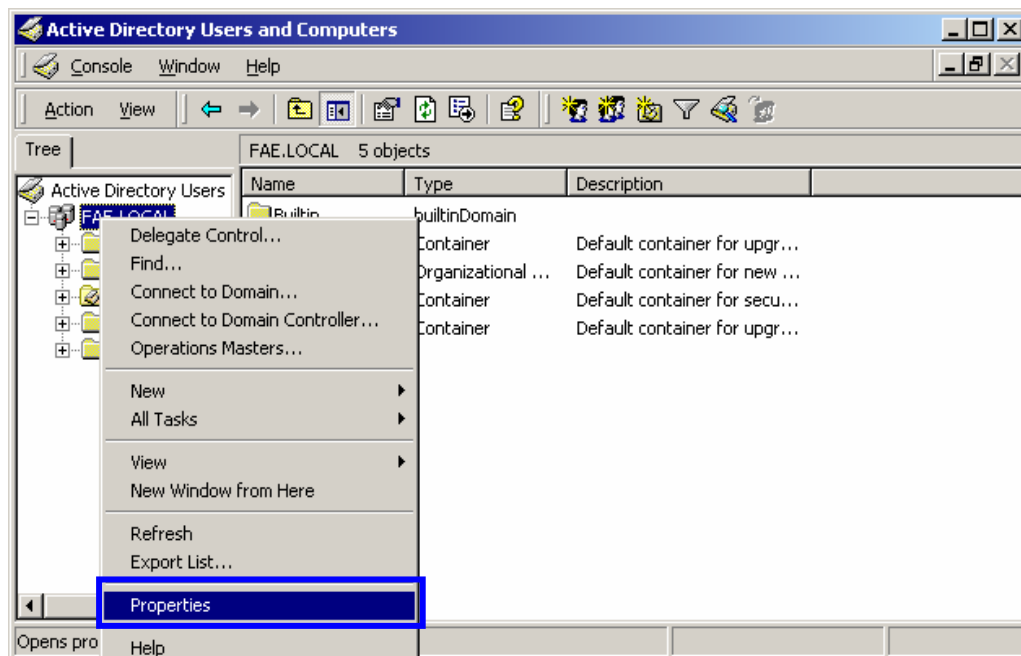 Active Directory Users and Computers
Console Window Help
Action View
Tree
FAE.LOCAL 5 objects
Active Directory Users
Name Type Description
FAE.LOCAL
Builtin builtinDomain
Container Default container for upgr...
Organizational ... Default container for new ...
Container Default container for secu...
Container Default container for upgr...
Delegate Control...
Find...
Connect to Domain...
Connect to Domain Controller...
Operations Masters...
New
All Tasks
View
New Window from Here
Refresh
Export List...
Properties
Help
Opens pro